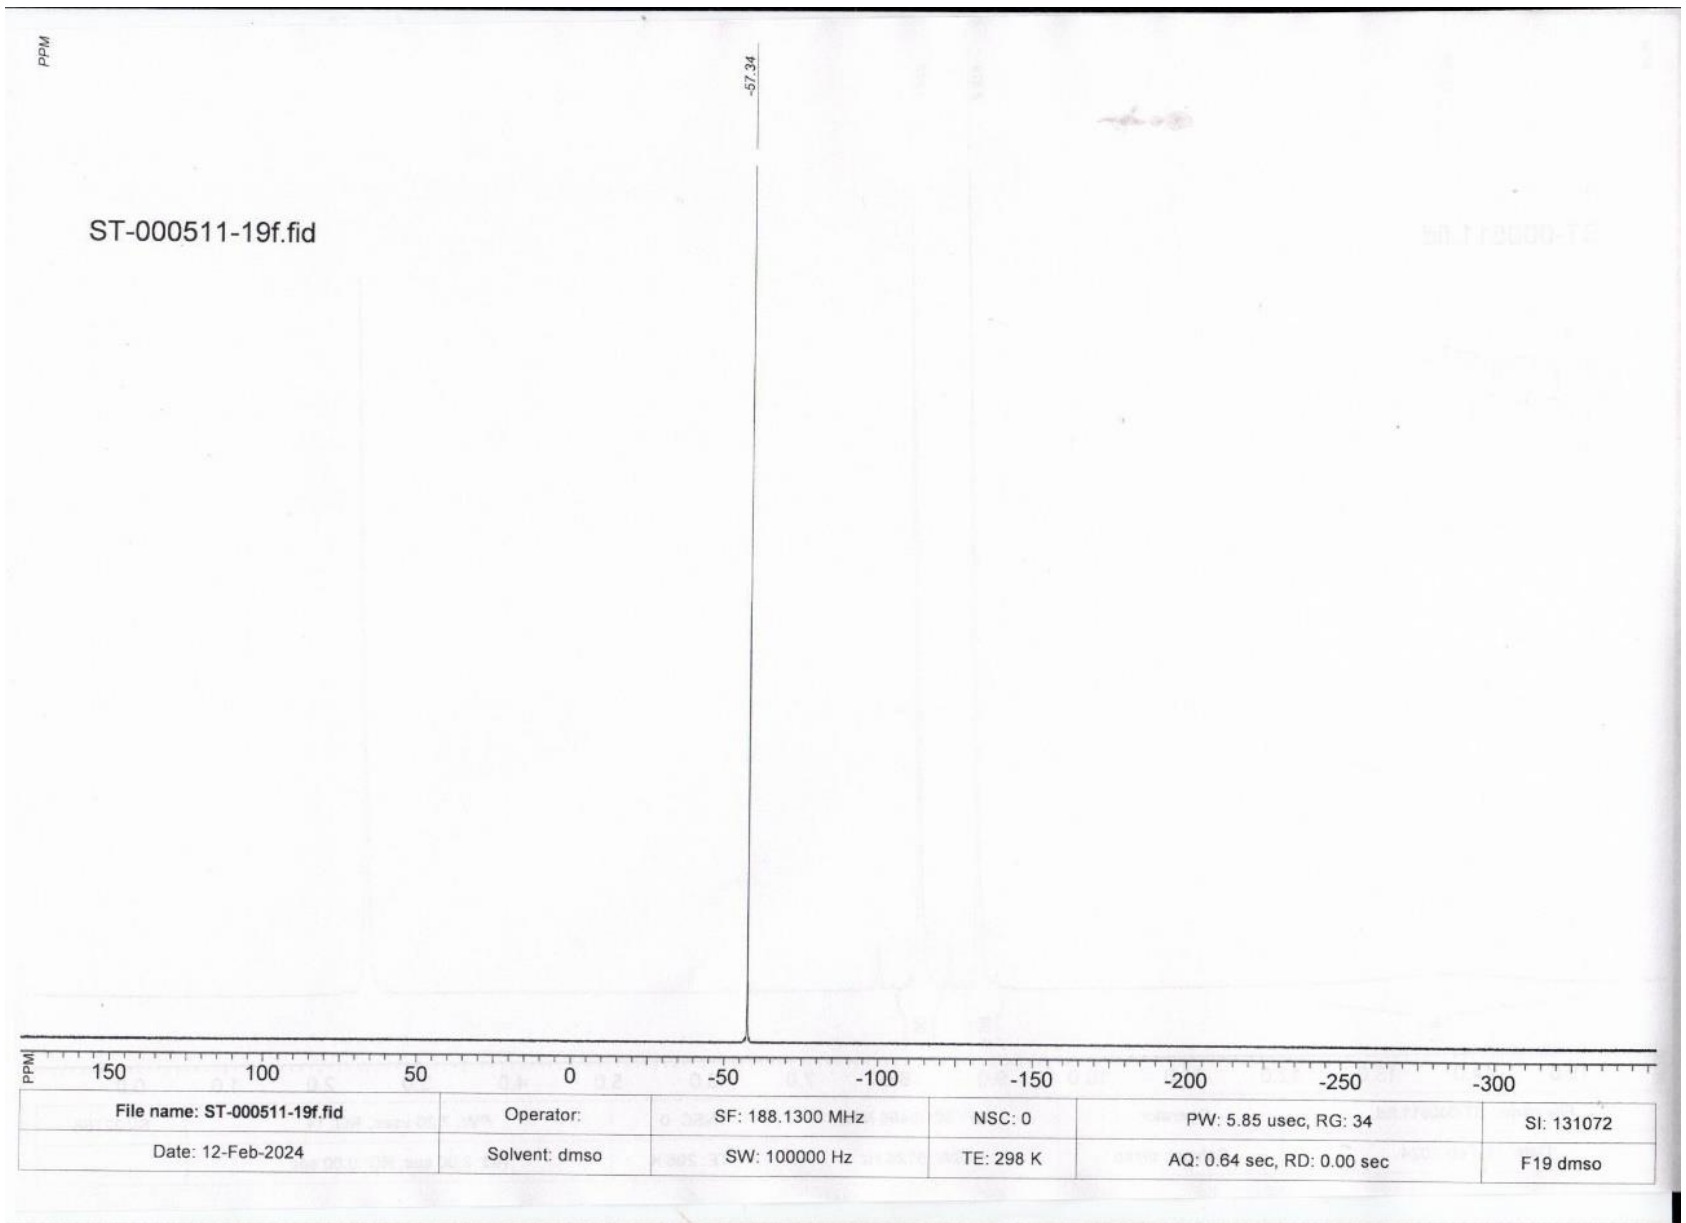 PPM
-57.34
ST-000511-19f.fid
PPM 150 100 50 0 -50 -100 -150 -200 -250 -300
File name: ST-000511-19f.fid Operator: SF: 188.1300 MHz NSC: 0 PW: 5.85 usec, RG: 34 SI: 131072
Date: 12-Feb-2024 Solvent: dmso SW: 100000 Hz TE: 298 K AQ: 0.64 sec, RD: 0.00 sec F19 dmso